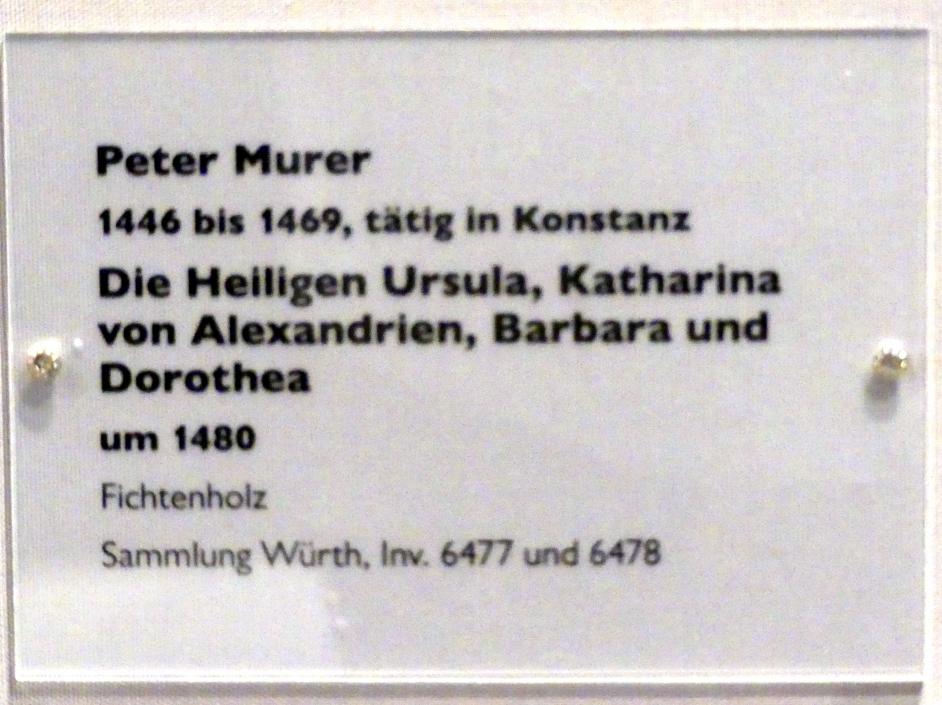 Peter Murer
1446 bis 1469, tätig in Konstanz
Die Heiligen Ursula, Katharina
von Alexandrien, Barbara und
Dorothea
um 1480
Fichtenholz
Sammlung Würth, Inv. 6477 und 6478